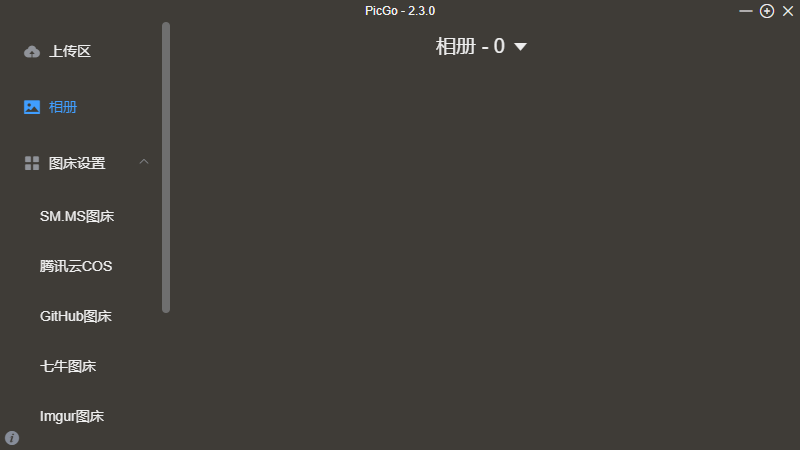 PicGo - 2.3.0
上传区
相册
图床设置
SM.MS图床
腾讯云COS
GitHub图床
七牛图床
Imgur图床
相册 - 0